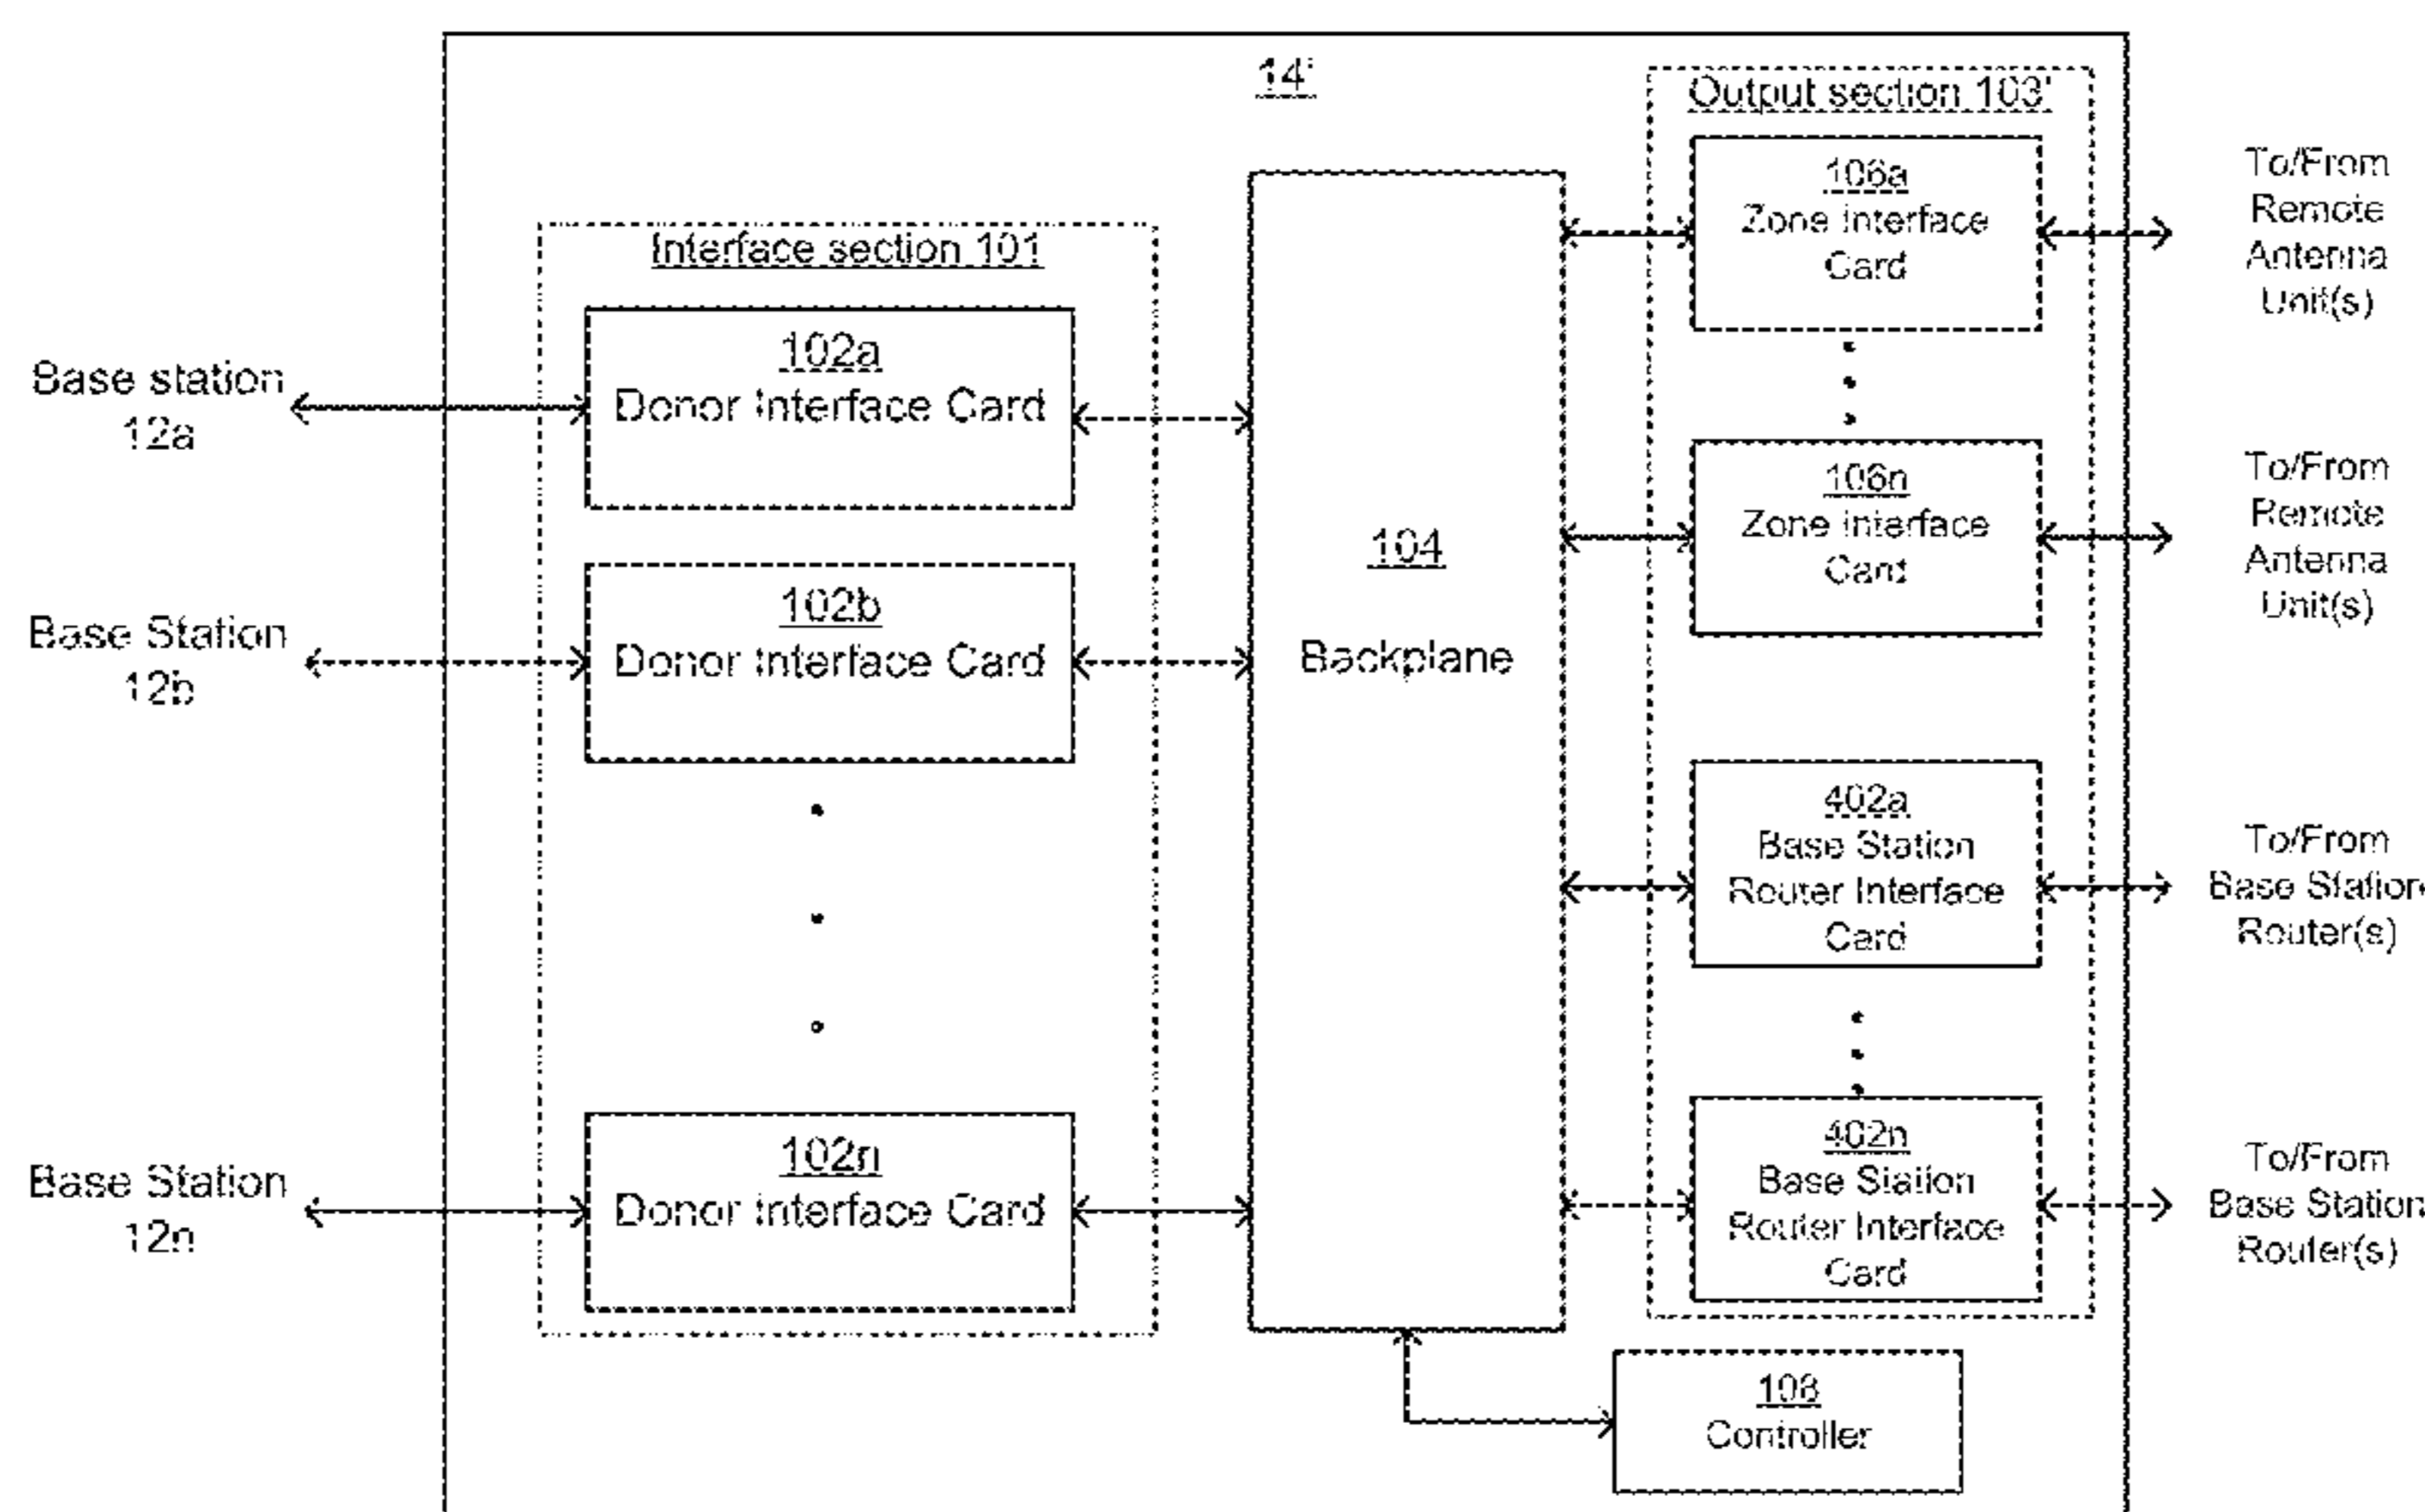 14'
Output section 103'
Interface section 101
Base station
12a
102a
Donor Interface Card
Base Station
12b
102b
Donor Interface Card
Base Station
12n
102n
Donor Interface Card
104
Backplane
106a
Zone Interface
Card
To/From
Remote
Antenna
Unit(s)
106n
Zone Interface
Card
To/From
Remote
Antenna
Unit(s)
402a
Base Station
Router Interface
Card
To/From
Base Station
Router(s)
402n
Base Station
Router Interface
Card
To/From
Base Station
Router(s)
108
Controller